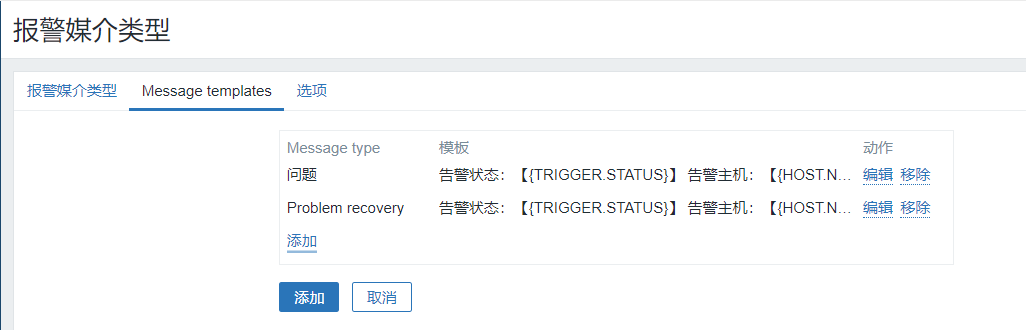 报警媒介类型
报警媒介类型 Message templates 选项
Message type 模板 动作
问题 告警状态：【{TRIGGER.STATUS}】 告警主机：【{HOST.N... 编辑 移除
Problem recovery 告警状态：【{TRIGGER.STATUS}】 告警主机：【{HOST.N... 编辑 移除
添加
添加 取消